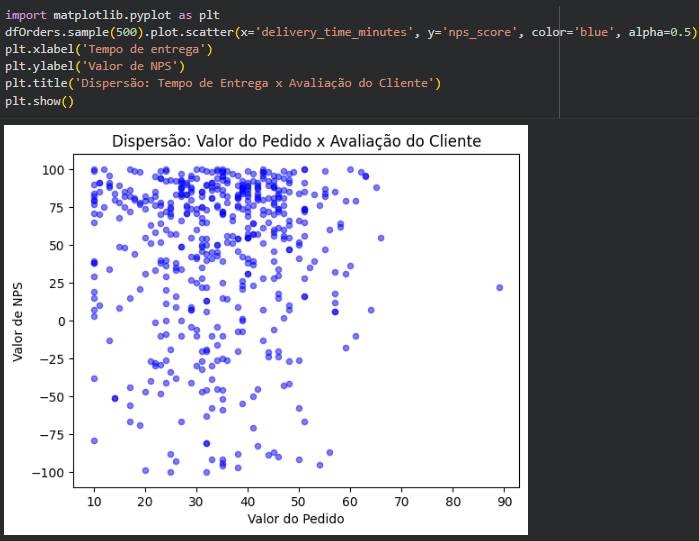 import matplotlib.pyplot as plt
dfOrders.sample(500).plot.scatter(x='delivery_time_minutes', y='nps_score', color='blue', alpha=0.5)
plt.xlabel('Tempo de entrega')
plt.ylabel('Valor de NPS')
plt.title('Dispersão: Tempo de Entrega x Avaliação do Cliente')
plt.show()
Dispersão: Valor do Pedido x Avaliação do Cliente
100
75
50
25
0
−25
−50
−75
−100
Valor de NPS
10 20 30 40 50 60 70 80 90
Valor do Pedido